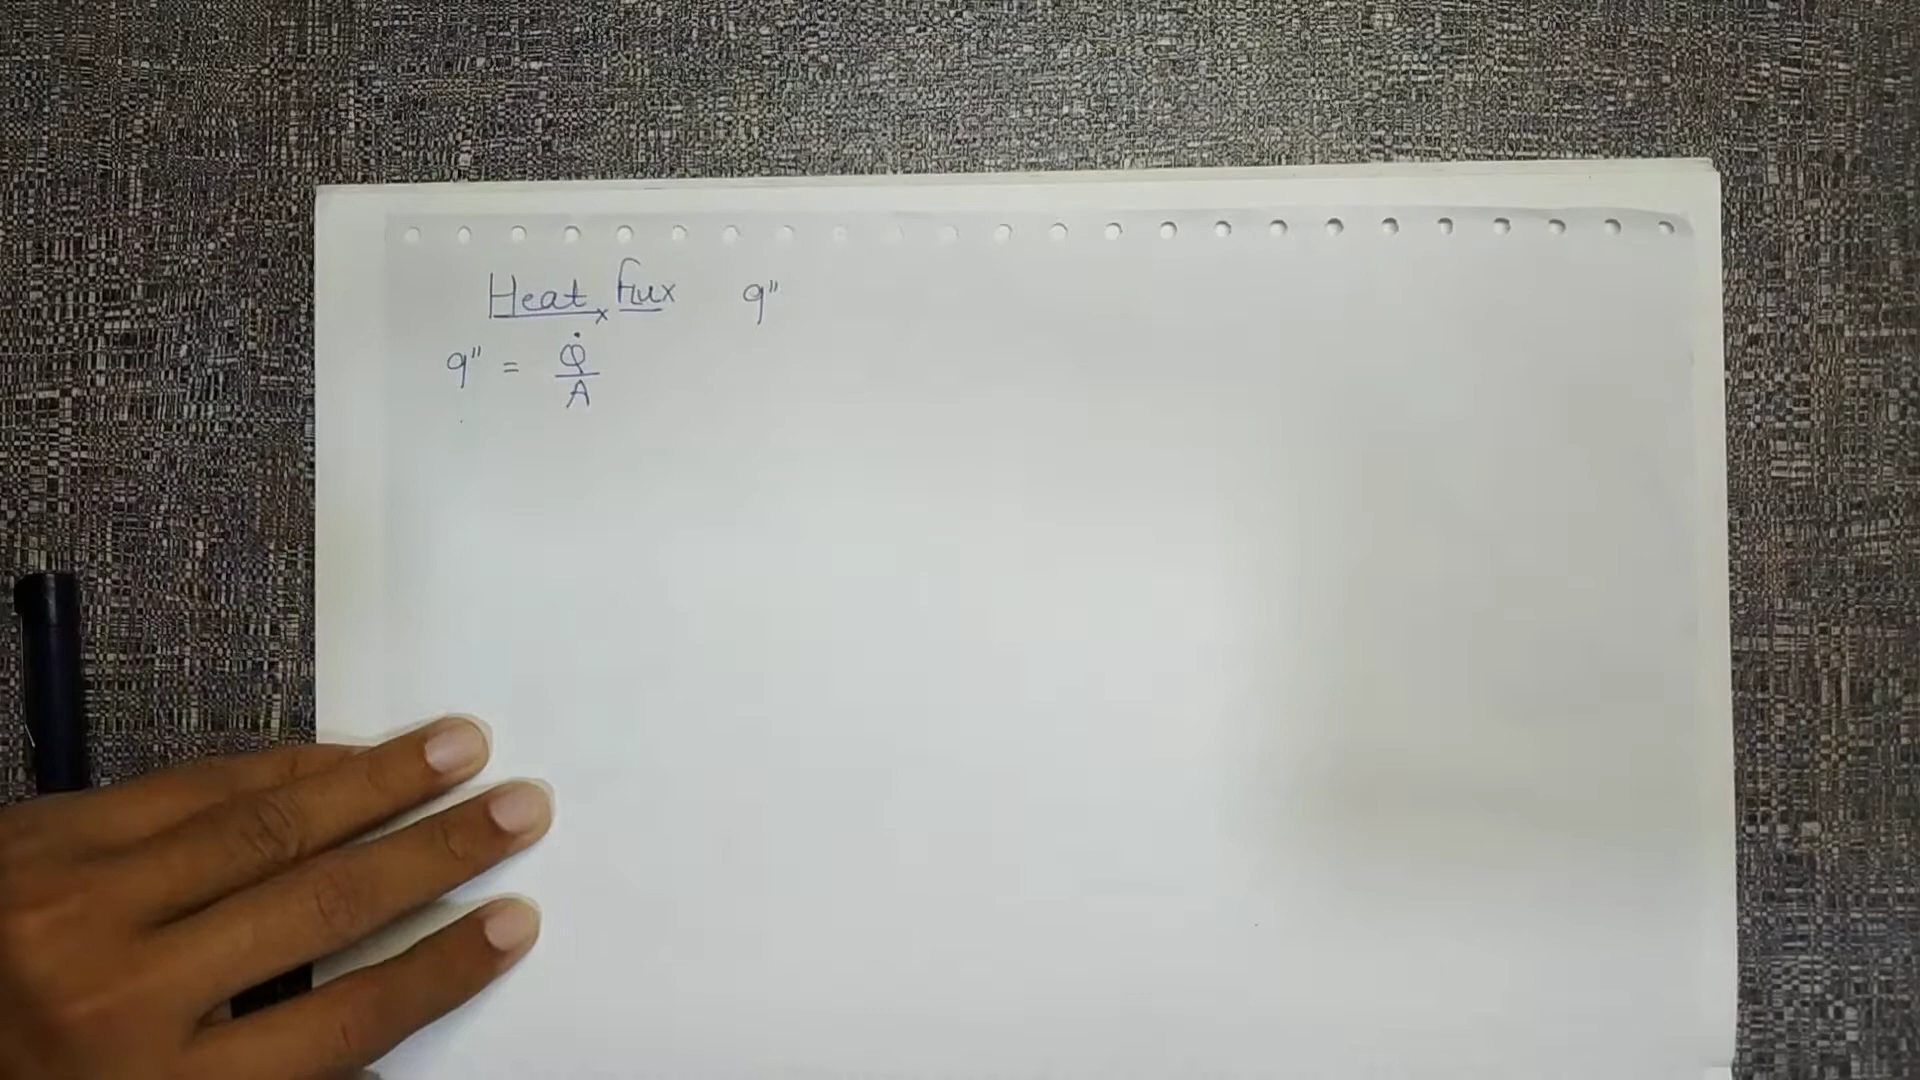 Heat Flux q"
q" = Q̇ / A